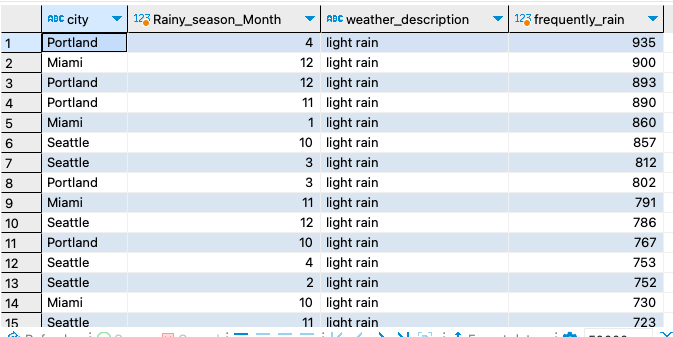 ABC city 123 Rainy_season_Month ABC weather_description 123 frequently_rain
1 Portland 4 light rain 935
2 Miami 12 light rain 900
3 Portland 12 light rain 893
4 Portland 11 light rain 890
5 Miami 1 light rain 860
6 Seattle 10 light rain 857
7 Seattle 3 light rain 812
8 Portland 3 light rain 802
9 Miami 11 light rain 791
10 Seattle 12 light rain 786
11 Portland 10 light rain 767
12 Seattle 4 light rain 753
13 Seattle 2 light rain 752
14 Miami 10 light rain 730
15 Seattle 11 light rain 723